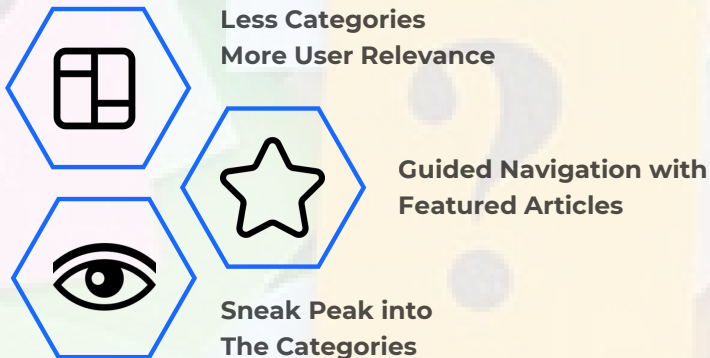 Less Categories
More User Relevance
Guided Navigation with
Featured Articles
Sneak Peak into
The Categories